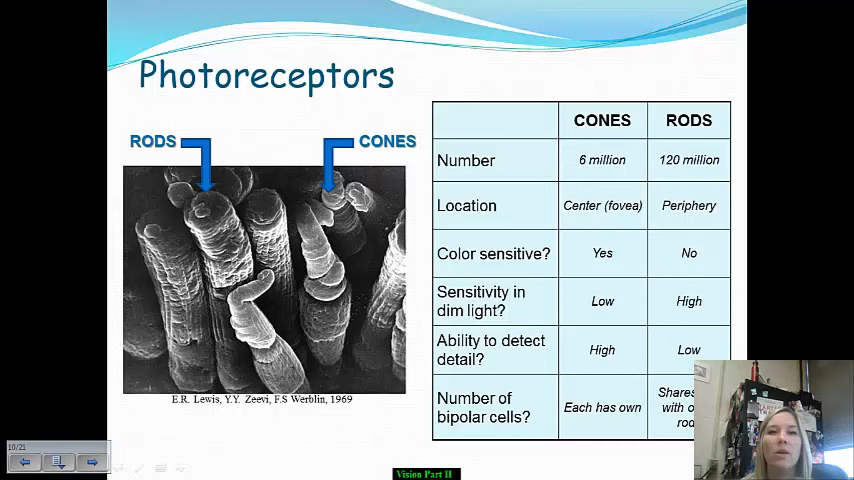 Photoreceptors
RODS
CONES
E.R. Lewis, Y.Y. Zeevi, F.S Werblin, 1969
CONES RODS
Number 6 million 120 million
Location Center (fovea) Periphery
Color sensitive? Yes No
Sensitivity in
dim light? Low High
Ability to detect
detail? High Low
Number of
bipolar cells? Each has own
Shares
with
10/21
Vision Part II